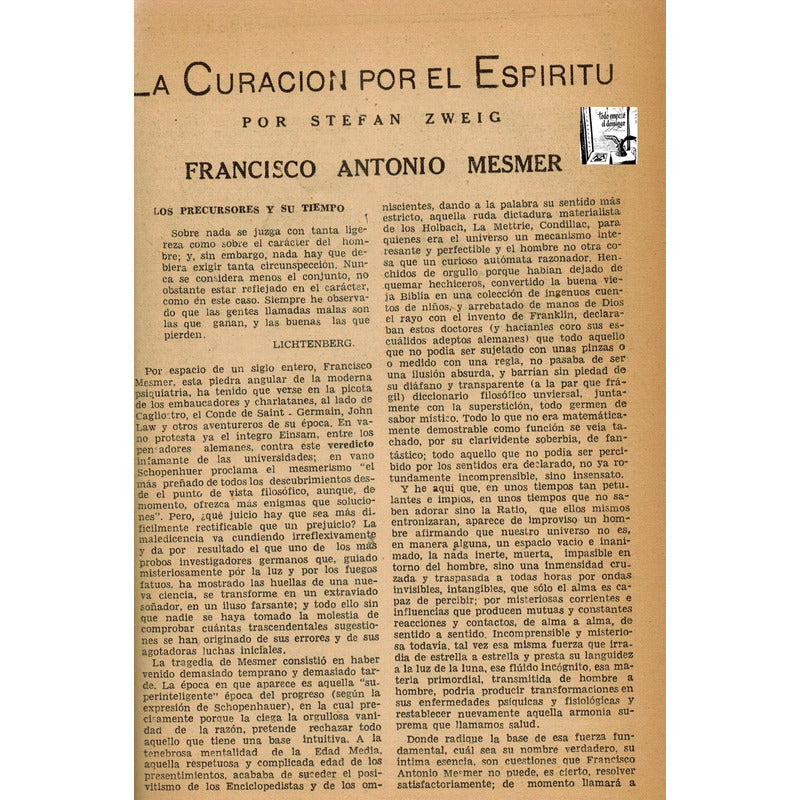 LA CURACION POR EL ESPIRITU
POR STEFAN ZWEIG
todo empezó
el domingo
FRANCISCO ANTONIO MESMER
LOS PRECURSORES Y SU TIEMPO
Sobre nada se juzga con tanta lige-
reza como sobre el carácter del hom-
bre; y, sin embargo, nada hay que de-
biera exigir tanta circunspección. Nun-
ca se considera menos el conjunto, no
obstante estar reflejado en el carácter,
como en este caso. Siempre he observa-
do que las gentes llamadas malas son
las que ganan, y las buenas las que
pierden.
LICHTENBERG.
Por espacio de un siglo entero, Francisco
Mesmer, esta piedra angular de la moderna
psiquiatria, ha tenido que verse en la picota
de los embaucadores y charlatanes, al lado de
Cagliostro, el Conde de Saint - Germain, John
Law y otros aventureros de su época. En va-
no protesta ya el íntegro Einsam, entre los
pensadores alemanes, contra este veredicto
infamante de las universidades; en vano
Schopenhuer proclama el mesmerismo "el
más preñado de todos los descubrimientos des-
de el punto de vista filosófico, aunque, de
momento, ofrezca más enigmas que solucio-
nes". Pero, ¿qué juicio hay que sea más di-
fícilmente rectificable que un prejuicio? La
maledicencia va cundiendo irreflexivamente
y da por resultado el que uno de los más
probos investigadores germanos que, guiado
misteriosamente pór la luz y por los fuegos
fatuos, ha mostrado las huellas de una nue-
va ciencia, se transforme en un extraviado
soñador, en un iluso farsante; y todo ello sin
que nadie se haya tomado la molestia de
comprobar cuántas trascendentales sugestio-
nes se han originado de sus errores y de sus
agotadoras luchas iniciales.
La tragedia de Mesmer consistió en haber
venido demasiado temprano y demasiado tar-
de. La época en que aparece es aquella "su-
perinteligente" época del progreso (según la
expresión de Schopenhauer), en la cual pre-
cisamente porque la ciega la orgullosa vani-
dad de la razón, pretende rechazar todo
aquello que tiene una base intuitiva. A la
tenebrosa mentalidad de la Edad Media,
aquella respetuosa y complicada edad de los
presentimientos, acababa de suceder el posi-
vitismo de los Enciclopedistas y de los om-
niscientes, dando a la palabra su sentido más
estricto, aquella ruda dictadura materialista
de los Holbach, La Mettrie, Condillac, para
quienes era el universo un mecanismo inte-
resante y perfectible y el hombre no otra co-
sa que un curioso autómata razonador. Hen-
chidos de orgullo porque habían dejado de
quemar hechiceros, convertido la buena vie-
ja Biblia en una colección de ingenuos cuen-
tos de niños, y arrebatado de manos de Dios
el rayo con el invento de Franklin, declara-
ban estos doctores (y hacíanles coro sus es-
cuálidos adeptos alemanes) que todo aquello
que no podía ser sujetado con unas pinzas o
o medido con una regla, no pasaba de ser
una ilusión absurda, y barrían sin piedad de
su diáfano y transparente (a la par que frá-
gil) diccionario filosófico unviersal, junta-
mente con la superstición, todo germen de
sabor místico. Todo lo que no era matemática-
mente demostrable como función se veía ta-
chado, por su clarividente soberbia, de fan-
tástico; todo aquello que no podía ser perci-
bido por los sentidos era declarado, no ya ro-
tundamente incomprensible, sino insensato.
Y he aquí que, en unos tiempos tan petu-
lantes e impíos, en unos tiempos que no sa-
ben adorar sino la Ratio, que ellos mismos
entronizaran, aparece de improviso un hom-
bre afirmando que nuestro universo no es,
en manera alguna, un espacio vacío e inani-
mado, la nada inerte, muerta, impasible en
torno del hombre, sino una inmensidad cru-
zada y traspasada a todas horas por ondas
invisibles, intangibles, que sólo el alma es ca-
paz de percibir; por misteriosas corrientes e
influencias que producen mutuas y constantes
reacciones y contactos, de alma a alma, de
sentido a sentido. Incomprensible y misterio-
sa todavía, tal vez esa misma fuerza que irra-
dia de estrella a estrella y presta su languidez
a la luz de la luna, ese flúido incógnito, esa ma-
teria primordial, transmitida de hombre a
hombre, podría producir transformaciones en
sus enfermedades psíquicas y fisiológicas y
restablecer nuevamente aquella armonía su-
prema que llamamos salud.
Donde radique la base de esa fuerza fun-
damental, cuál sea su nombre verdadero, su
íntima esencia, son cuestiones que Francisco
Antonio Mesmer no puede, es cierto, resolver
satisfactoriamente; de momento llamará a